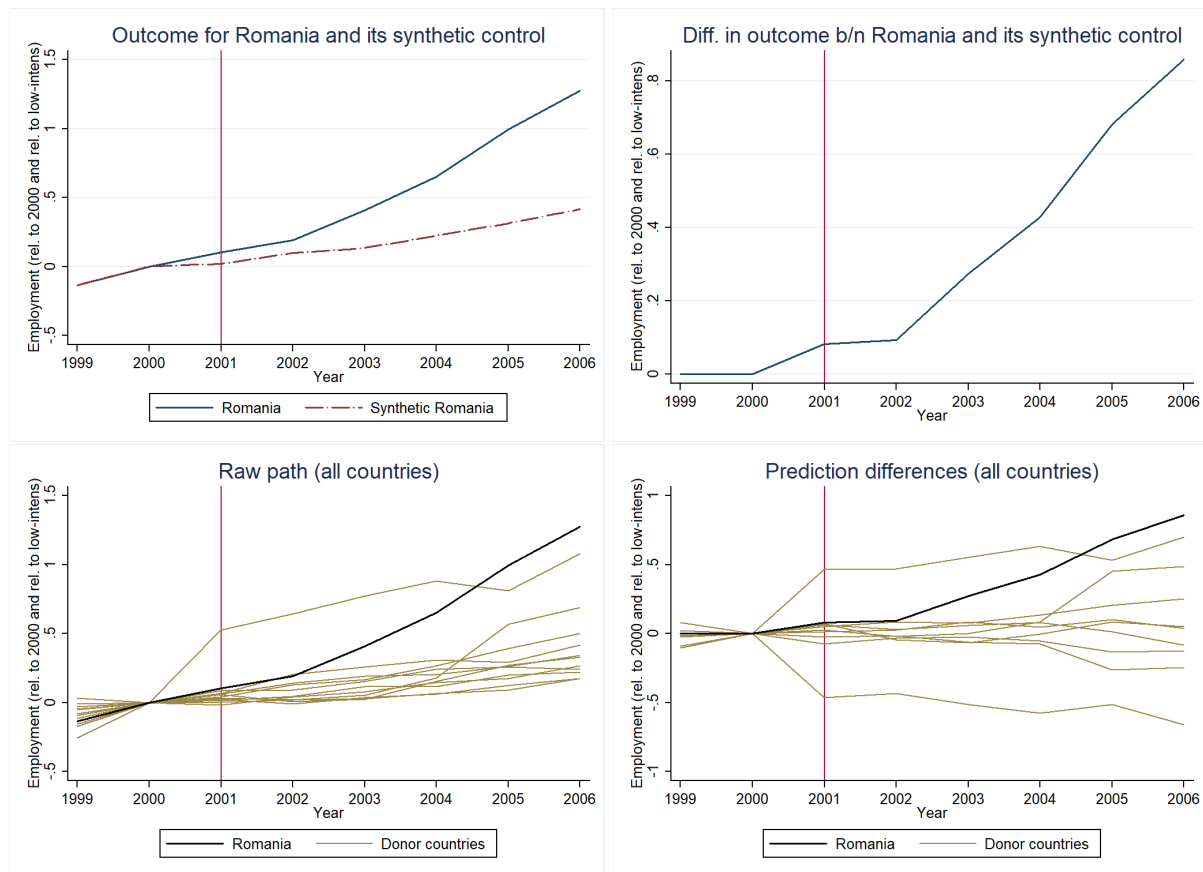 Outcome for Romania and its synthetic control
Employment (rel. to 2000 and rel. to low-intens)
1.5
1
.5
0
-.5
1999 2000 2001 2002 2003 2004 2005 2006
Year
Romania Synthetic Romania
Diff. in outcome b/n Romania and its synthetic control
Employment (rel. to 2000 and rel. to low-intens)
.8
.6
.4
.2
0
1999 2000 2001 2002 2003 2004 2005 2006
Year
Raw path (all countries)
Employment (rel. to 2000 and rel. to low-intens)
1.5
1
.5
0
-.5
1999 2000 2001 2002 2003 2004 2005 2006
Year
Romania Donor countries
Prediction differences (all countries)
Employment (rel. to 2000 and rel. to low-intens)
1
.5
0
-.5
-1
1999 2000 2001 2002 2003 2004 2005 2006
Year
Romania Donor countries